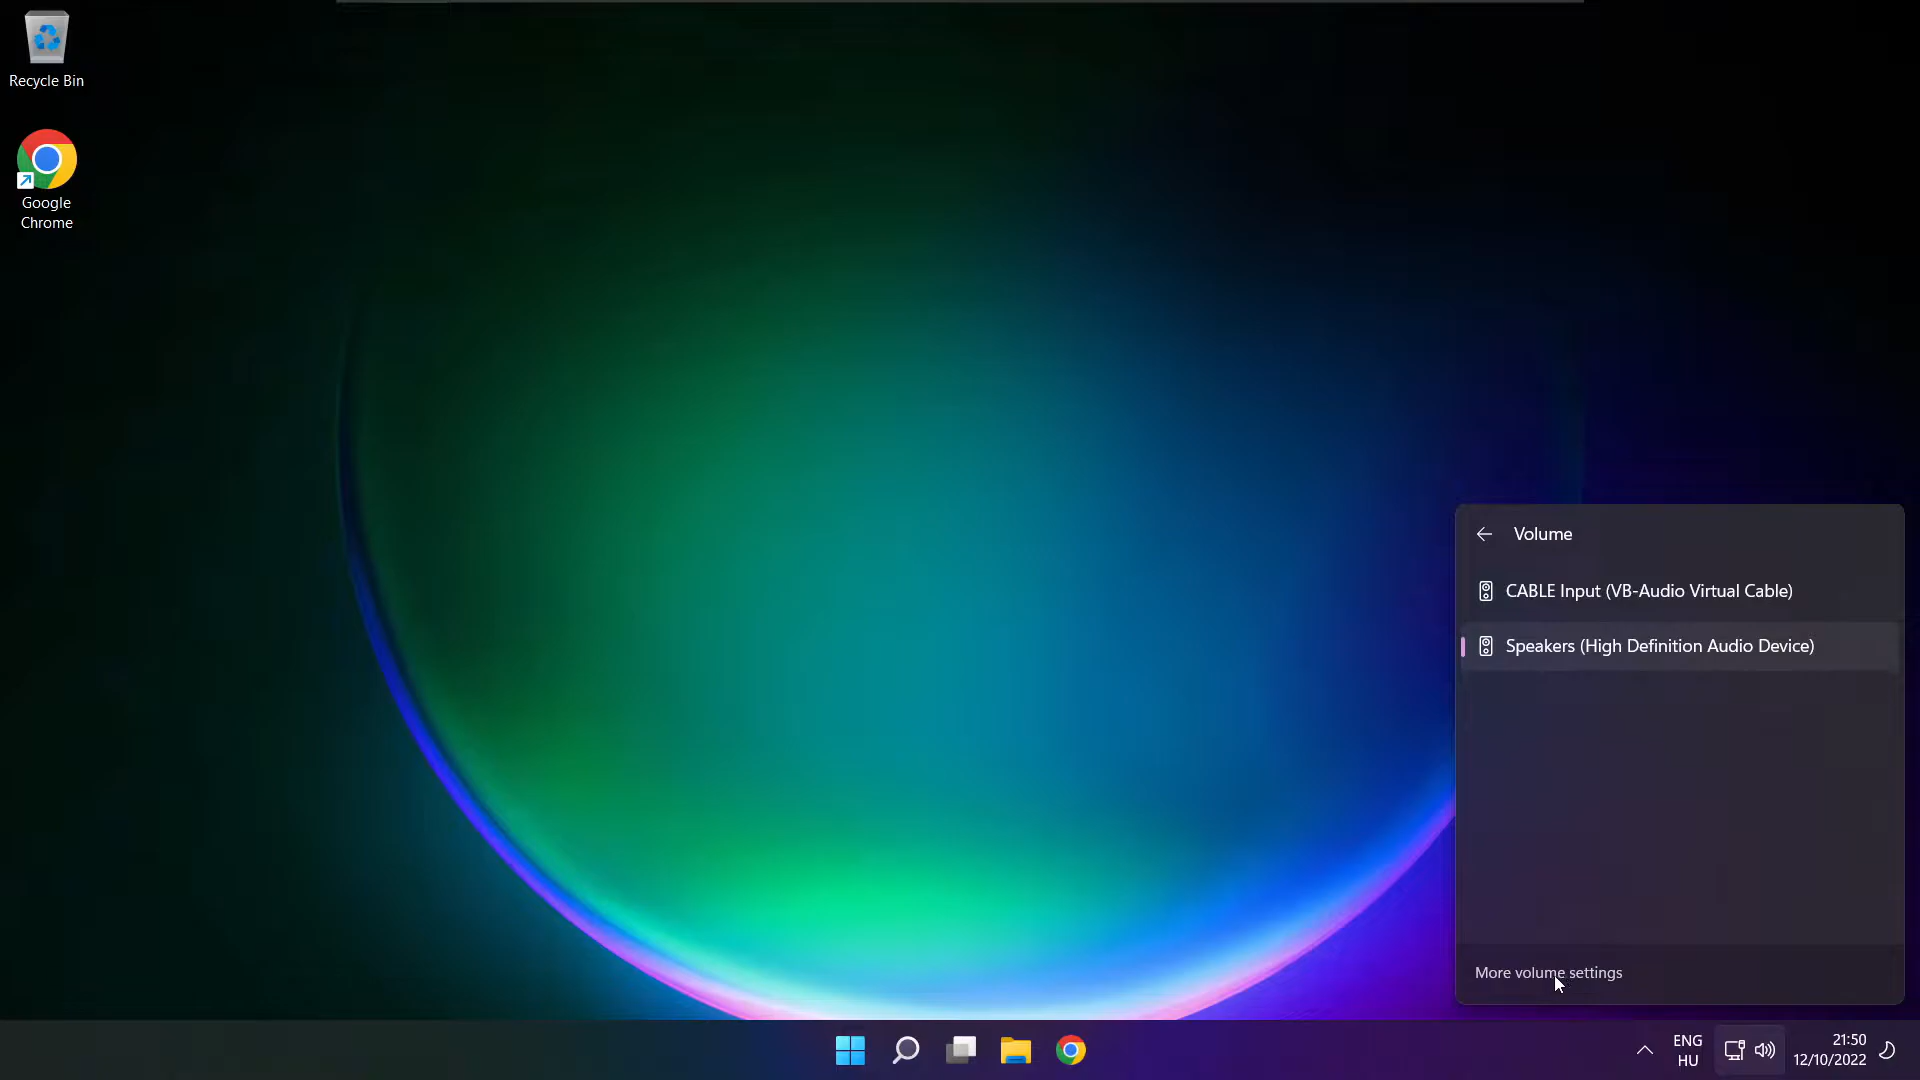 Recycle Bin
Google
Chrome
Volume
CABLE Input (VB-Audio Virtual Cable)
Speakers (High Definition Audio Device)
More volume settings
ENG
HU
21:50
12/10/2022